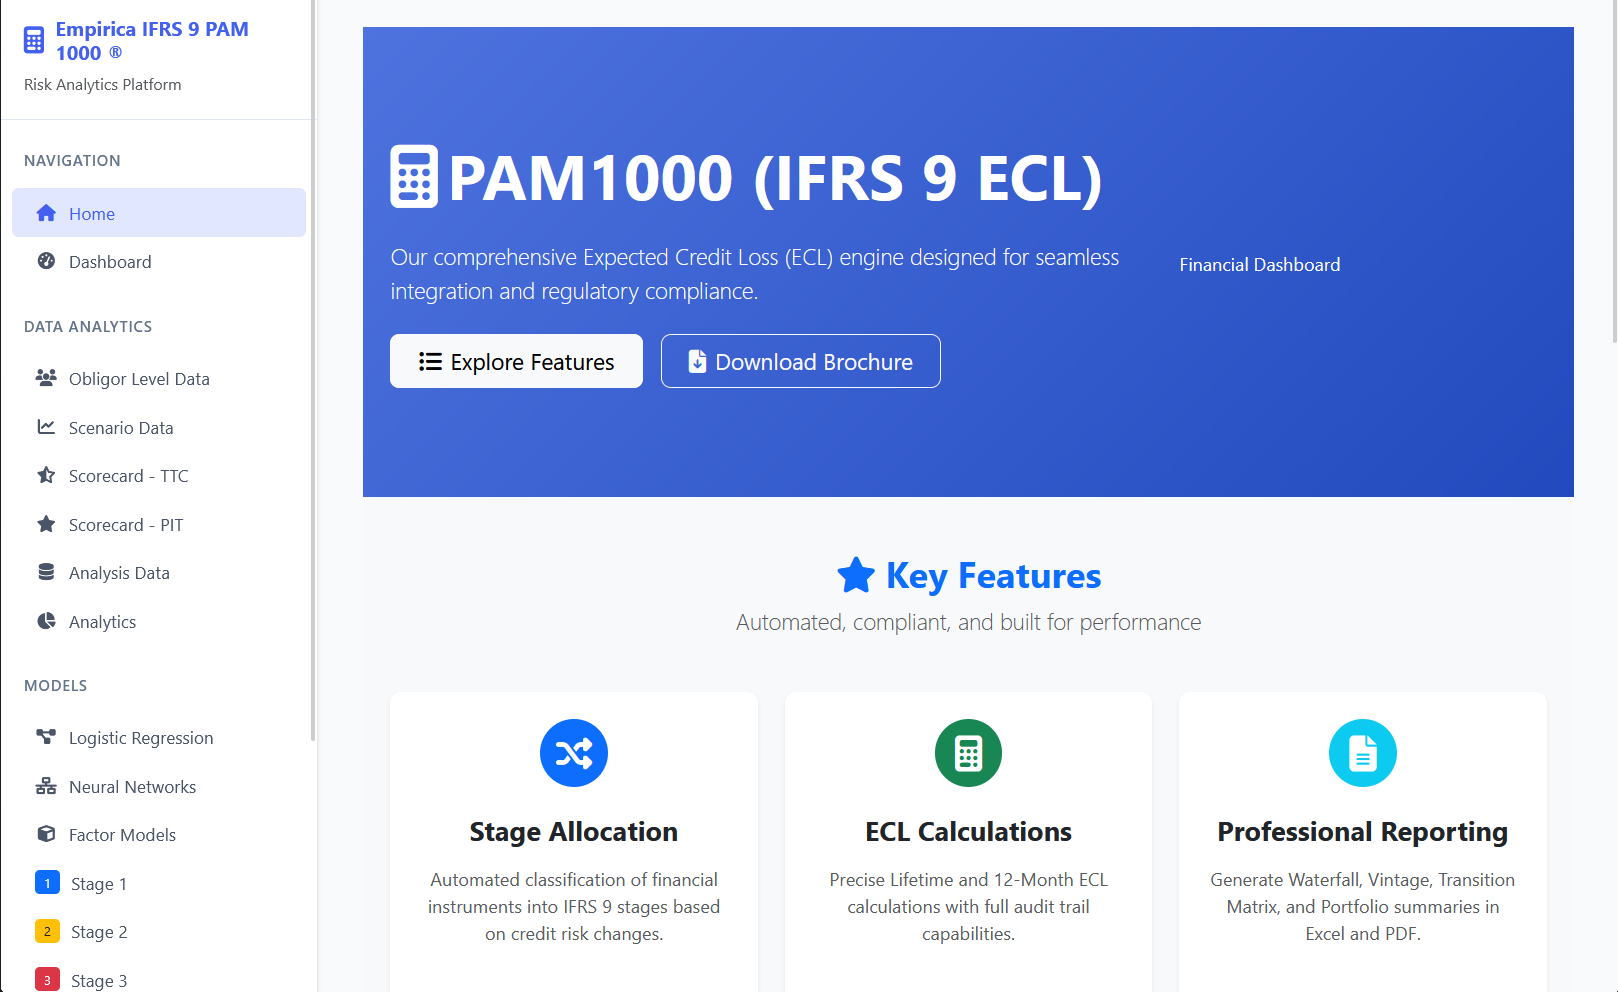 Empirica IFRS 9 PAM
1000 ®
Risk Analytics Platform
NAVIGATION
Home
Dashboard
DATA ANALYTICS
Obligor Level Data
Scenario Data
Scorecard - TTC
Scorecard - PIT
Analysis Data
Analytics
MODELS
Logistic Regression
Neural Networks
Factor Models
1 Stage 1
2 Stage 2
3 Stage 3
PAM1000 (IFRS 9 ECL)
Our comprehensive Expected Credit Loss (ECL) engine designed for seamless
integration and regulatory compliance.
Explore Features
Download Brochure
Financial Dashboard
Key Features
Automated, compliant, and built for performance
Stage Allocation
Automated classification of financial
instruments into IFRS 9 stages based
on credit risk changes.
ECL Calculations
Precise Lifetime and 12-Month ECL
calculations with full audit trail
capabilities.
Professional Reporting
Generate Waterfall, Vintage, Transition
Matrix, and Portfolio summaries in
Excel and PDF.